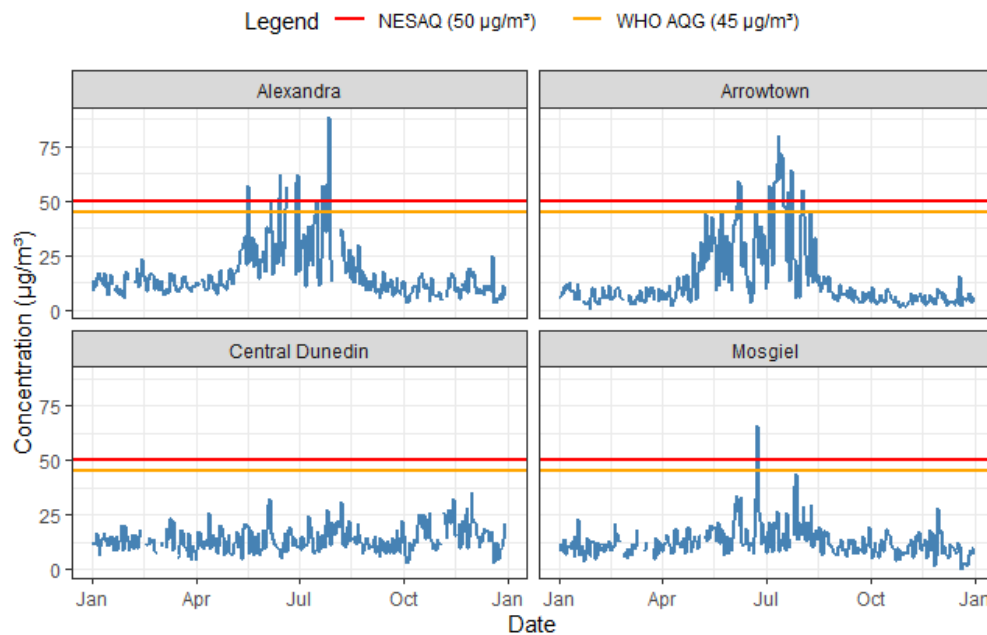 Legend NESAQ (50 µg/m³) WHO AQG (45 µg/m³)
Alexandra Arrowtown
75
50
25
0
Central Dunedin Mosgiel
75
50
25
0
Concentration (µg/m³)
Jan Apr Jul Oct Jan Jan Apr Jul Oct Jan
Date